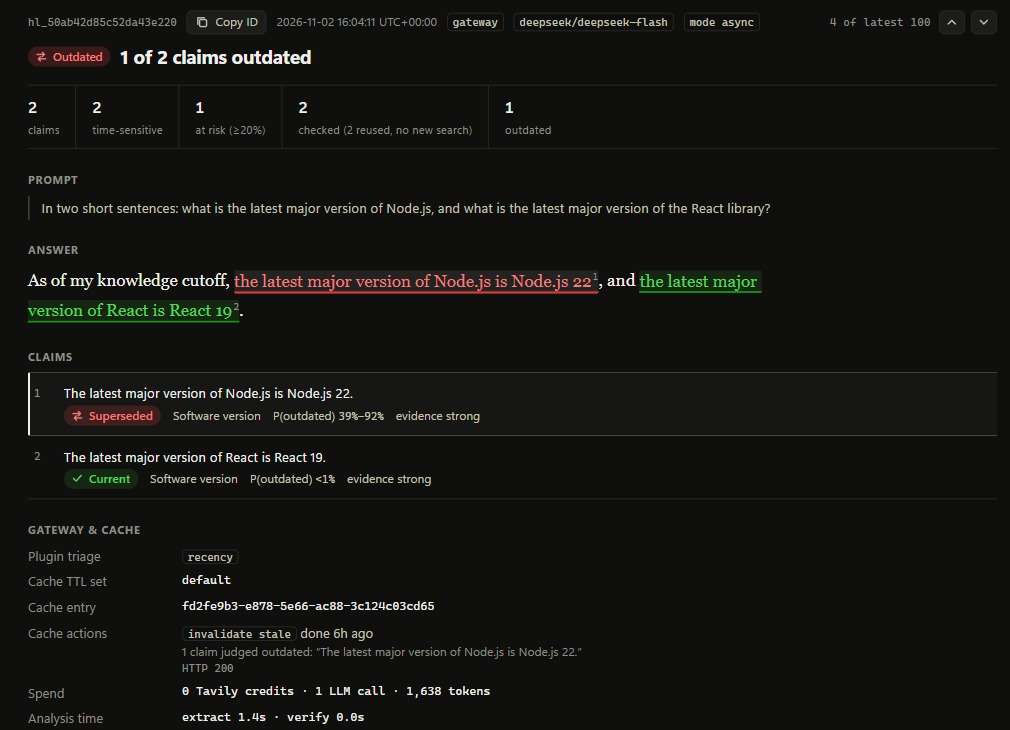 hl_50ab42d85c52da43e220 Copy ID 2026-11-02 16:04:11 UTC+00:00 gateway deepseek/deepseek-flash mode async 4 of latest 100
Outdated 1 of 2 claims outdated
2 2 1 2 1
claims time-sensitive at risk (≥20%) checked (2 reused, no new search) outdated
PROMPT
In two short sentences: what is the latest major version of Node.js, and what is the latest major version of the React library?
ANSWER
As of my knowledge cutoff, the latest major version of Node.js is Node.js 22¹, and the latest major
version of React is React 19².
CLAIMS
1 The latest major version of Node.js is Node.js 22.
Superseded Software version P(outdated) 39%–92% evidence strong
2 The latest major version of React is React 19.
Current Software version P(outdated) <1% evidence strong
GATEWAY & CACHE
Plugin triage recency
Cache TTL set default
Cache entry fd2fe9b3-e878-5e66-ac88-3c124c03cd65
Cache actions invalidate stale done 6h ago
1 claim judged outdated: “The latest major version of Node.js is Node.js 22.”
HTTP 200
Spend 0 Tavily credits · 1 LLM call · 1,638 tokens
Analysis time extract 1.4s · verify 0.0s